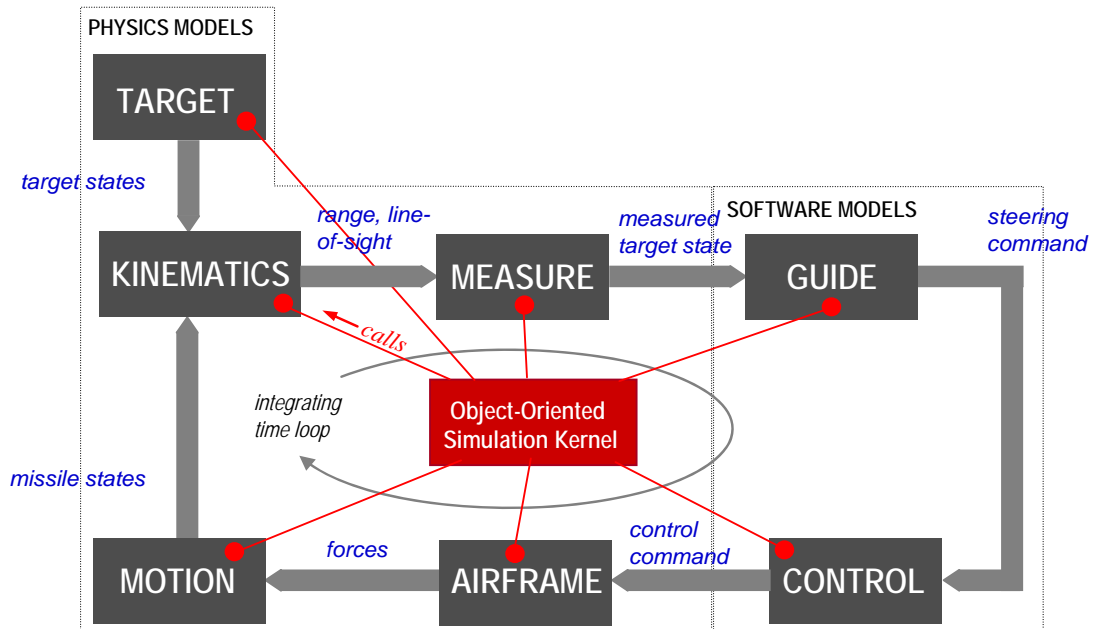 PHYSICS MODELS
TARGET
target states
range, line-
of-sight
measured
target state
SOFTWARE MODELS
steering
command
KINEMATICS
MEASURE
GUIDE
calls
integrating
time loop
Object-Oriented
Simulation Kernel
missile states
forces
control
command
MOTION
AIRFRAME
CONTROL